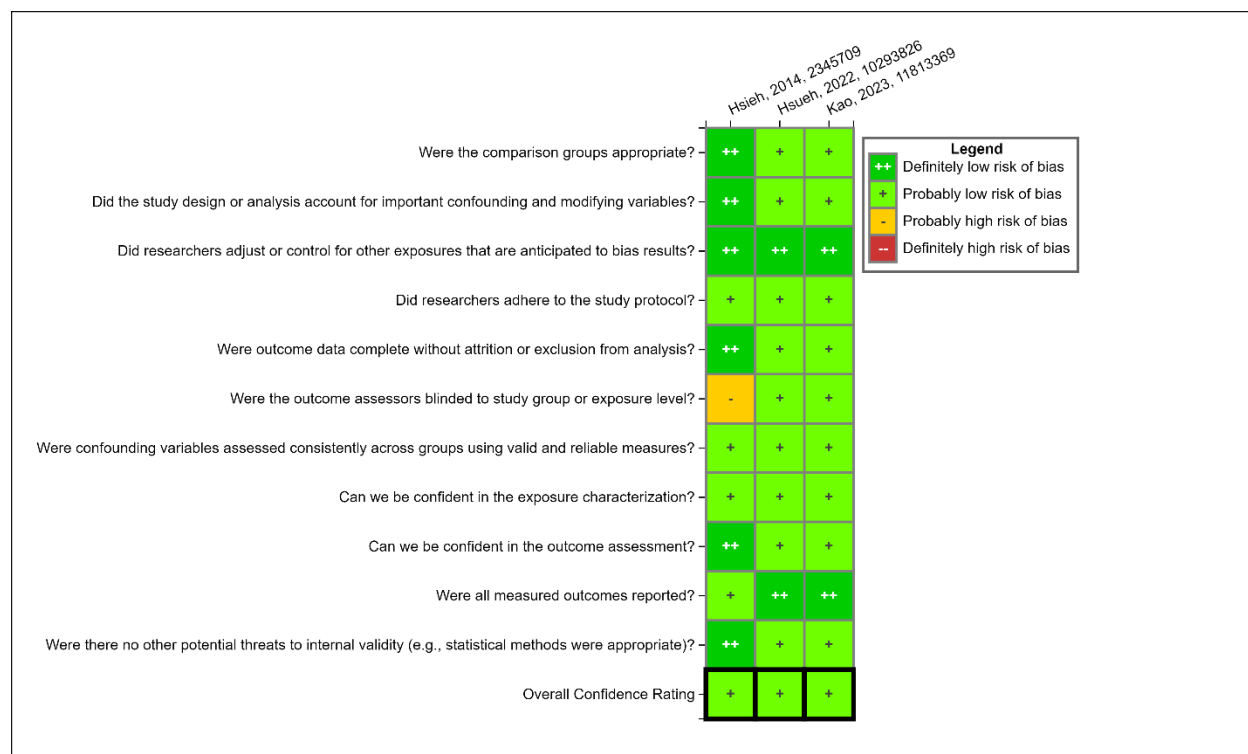 Hsieh, 2014, 2345709
Hsueh, 2022, 10293826
Kao, 2023, 11813369
Were the comparison groups appropriate? ++ + +
Did the study design or analysis account for important confounding and modifying variables? ++ + +
Did researchers adjust or control for other exposures that are anticipated to bias results? ++ ++ ++
Did researchers adhere to the study protocol? + + +
Were outcome data complete without attrition or exclusion from analysis? ++ + +
Were the outcome assessors blinded to study group or exposure level? - + +
Were confounding variables assessed consistently across groups using valid and reliable measures? + + +
Can we be confident in the exposure characterization? + + +
Can we be confident in the outcome assessment? ++ + +
Were all measured outcomes reported? + ++ ++
Were there no other potential threats to internal validity (e.g., statistical methods were appropriate)? ++ + +
Overall Confidence Rating + + +
Legend
++ Definitely low risk of bias
+ Probably low risk of bias
- Probably high risk of bias
-- Definitely high risk of bias